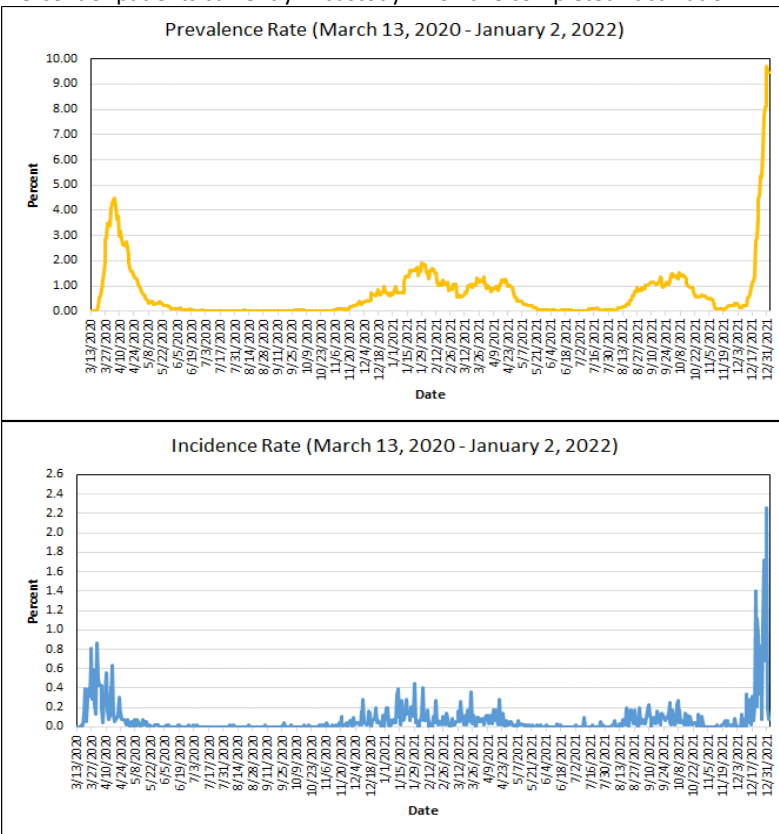 Percent of patients currently in custody who have completed vaccination
Prevalence Rate (March 13, 2020 - January 2, 2022)
10.00
9.00
8.00
7.00
6.00
5.00
4.00
3.00
2.00
1.00
0.00
Percent
3/13/2020 3/27/2020 4/10/2020 4/24/2020 5/8/2020 5/22/2020 6/5/2020 6/19/2020 7/3/2020 7/17/2020 7/31/2020 8/14/2020 8/28/2020 9/11/2020 9/25/2020 10/9/2020 10/23/2020 11/6/2020 11/20/2020 12/4/2020 12/18/2020 1/1/2021 1/15/2021 1/29/2021 2/12/2021 2/26/2021 3/12/2021 3/26/2021 4/9/2021 4/23/2021 5/7/2021 5/21/2021 6/4/2021 6/18/2021 7/2/2021 7/16/2021 7/30/2021 8/13/2021 8/27/2021 9/10/2021 9/24/2021 10/8/2021 10/22/2021 11/5/2021 11/19/2021 12/3/2021 12/17/2021 12/31/2021
Date
Incidence Rate (March 13, 2020 - January 2, 2022)
2.6
2.4
2.2
2.0
1.8
1.6
1.4
1.2
1.0
0.8
0.6
0.4
0.2
0.0
Percent
3/13/2020 3/27/2020 4/10/2020 4/24/2020 5/8/2020 5/22/2020 6/5/2020 6/19/2020 7/3/2020 7/17/2020 7/31/2020 8/14/2020 8/28/2020 9/11/2020 9/25/2020 10/9/2020 10/23/2020 11/6/2020 11/20/2020 12/4/2020 12/18/2020 1/1/2021 1/15/2021 1/29/2021 2/12/2021 2/26/2021 3/12/2021 3/26/2021 4/9/2021 4/23/2021 5/7/2021 5/21/2021 6/4/2021 6/18/2021 7/2/2021 7/16/2021 7/30/2021 8/13/2021 8/27/2021 9/10/2021 9/24/2021 10/8/2021 10/22/2021 11/5/2021 11/19/2021 12/3/2021 12/17/2021 12/31/2021
Date